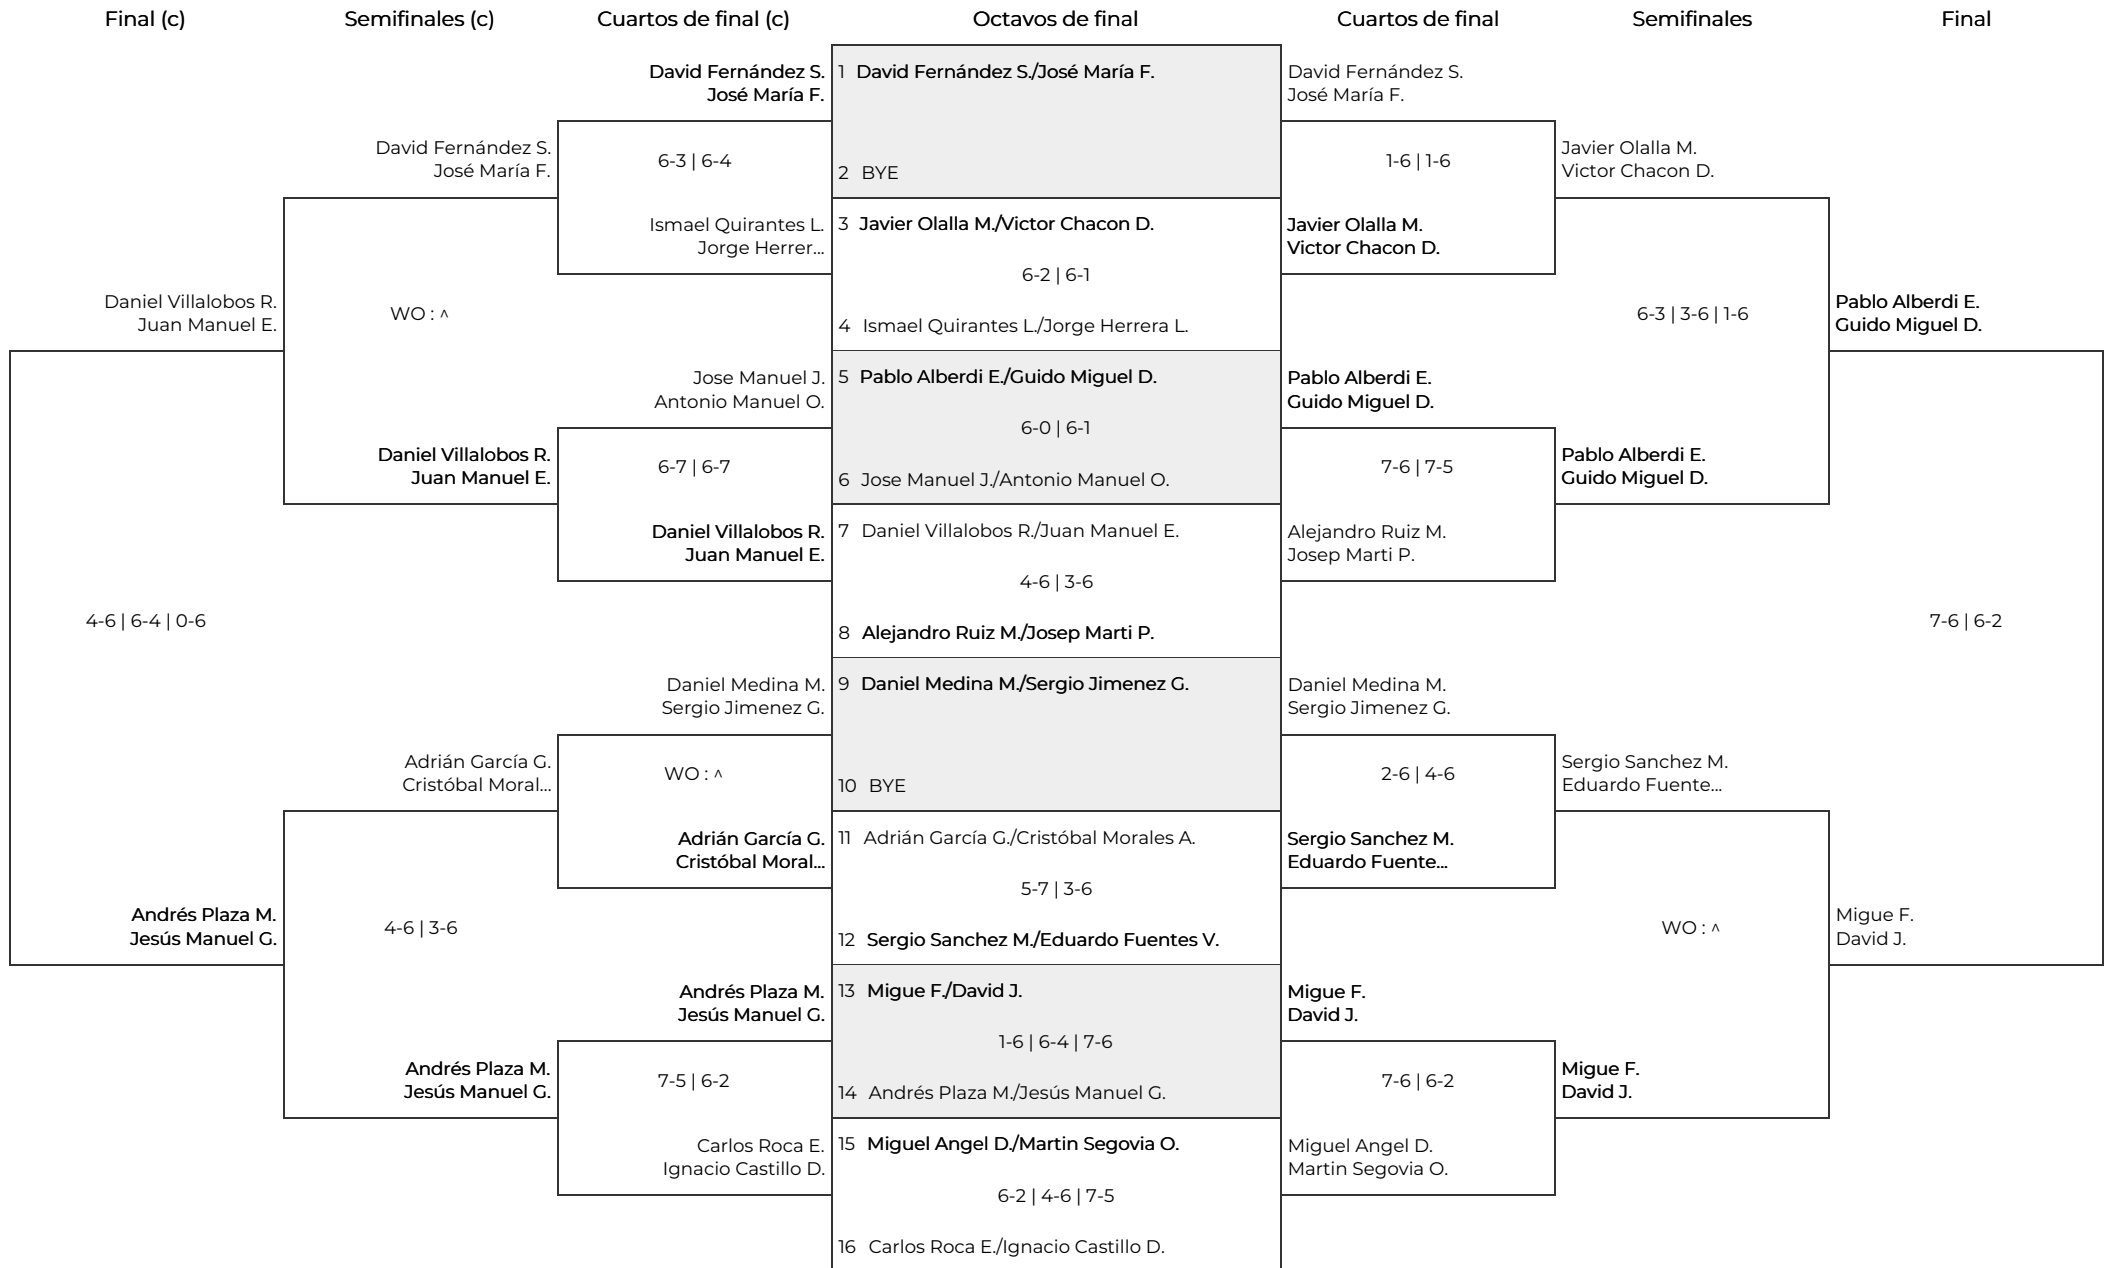 Final (c)
Semifinales (c)
Cuartos de final (c)
Octavos de final
Cuartos de final
Semifinales
Final
Daniel Villalobos R.
Juan Manuel E.
4-6 | 6-4 | 0-6
Andrés Plaza M.
Jesús Manuel G.
David Fernández S.
José María F.
WO : ^
Daniel Villalobos R.
Juan Manuel E.
Adrián García G.
Cristóbal Moral...
4-6 | 3-6
Andrés Plaza M.
Jesús Manuel G.
David Fernández S.
José María F.
6-3 | 6-4
Ismael Quirantes L.
Jorge Herrer...
Jose Manuel J.
Antonio Manuel O.
6-7 | 6-7
Daniel Villalobos R.
Juan Manuel E.
Daniel Medina M.
Sergio Jimenez G.
WO : ^
Adrián García G.
Cristóbal Moral...
Andrés Plaza M.
Jesús Manuel G.
7-5 | 6-2
Carlos Roca E.
Ignacio Castillo D.
1 David Fernández S./José María F.
2 BYE
3 Javier Olalla M./Victor Chacon D.
6-2 | 6-1
4 Ismael Quirantes L./Jorge Herrera L.
5 Pablo Alberdi E./Guido Miguel D.
6-0 | 6-1
6 Jose Manuel J./Antonio Manuel O.
7 Daniel Villalobos R./Juan Manuel E.
4-6 | 3-6
8 Alejandro Ruiz M./Josep Marti P.
9 Daniel Medina M./Sergio Jimenez G.
10 BYE
11 Adrián García G./Cristóbal Morales A.
5-7 | 3-6
12 Sergio Sanchez M./Eduardo Fuentes V.
13 Migue F./David J.
1-6 | 6-4 | 7-6
14 Andrés Plaza M./Jesús Manuel G.
15 Miguel Angel D./Martin Segovia O.
6-2 | 4-6 | 7-5
16 Carlos Roca E./Ignacio Castillo D.
David Fernández S.
José María F.
1-6 | 1-6
Javier Olalla M.
Victor Chacon D.
Pablo Alberdi E.
Guido Miguel D.
7-6 | 7-5
Alejandro Ruiz M.
Josep Marti P.
Daniel Medina M.
Sergio Jimenez G.
2-6 | 4-6
Sergio Sanchez M.
Eduardo Fuente...
Migue F.
David J.
7-6 | 6-2
Miguel Angel D.
Martin Segovia O.
Javier Olalla M.
Victor Chacon D.
6-3 | 3-6 | 1-6
Pablo Alberdi E.
Guido Miguel D.
Sergio Sanchez M.
Eduardo Fuente...
WO : ^
Migue F.
David J.
Pablo Alberdi E.
Guido Miguel D.
7-6 | 6-2
Migue F.
David J.